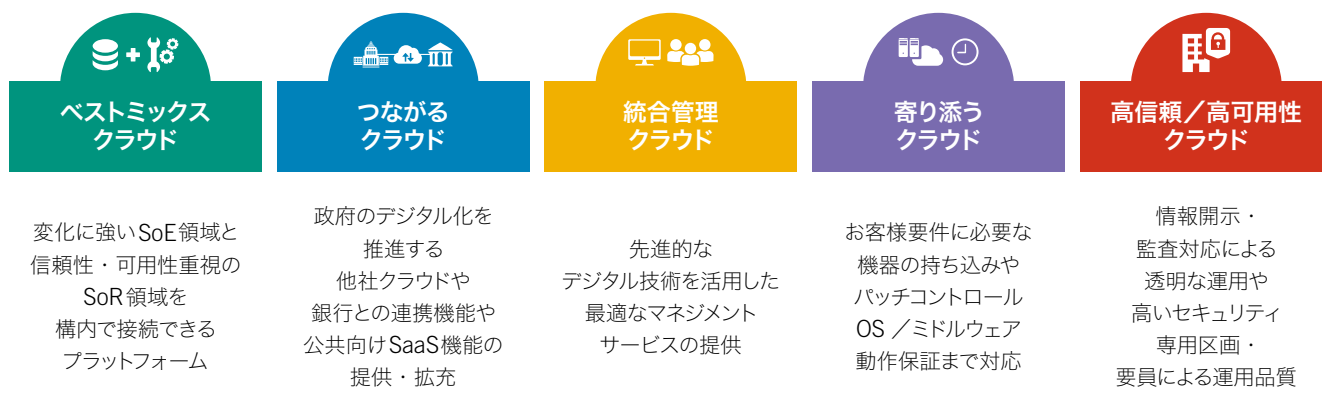 ベストミックス
クラウド
変化に強いSoE領域と
信頼性・可用性重視の
SoR領域を
構内で接続できる
プラットフォーム
つながる
クラウド
政府のデジタル化を
推進する
他社クラウドや
銀行との連携機能や
公共向けSaaS機能の
提供・拡充
統合管理
クラウド
先進的な
デジタル技術を活用した
最適なマネジメント
サービスの提供
寄り添う
クラウド
お客様要件に必要な
機器の持ち込みや
パッチコントロール
OS／ミドルウェア
動作保証まで対応
高信頼／高可用性
クラウド
情報開示・
監査対応による
透明な運用や
高いセキュリティ
専用区画・
要員による運用品質